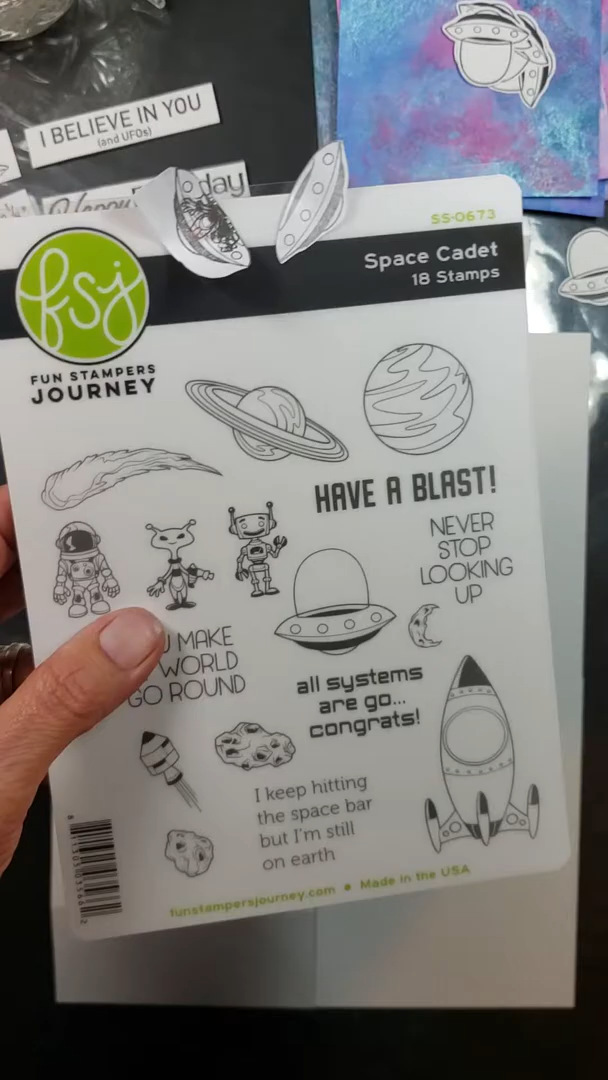 I BELIEVE IN YOU
(and UFOs)
day
SS-0673
Space Cadet
18 Stamps
fsj
FUN STAMPERS
JOURNEY
HAVE A BLAST!
NEVER
STOP
LOOKING
UP
MAKE
WORLD
GO ROUND
all systems
are go...
congrats!
I keep hitting
the space bar
but I'm still
on earth
funstampersjourney.com • Made in the USA